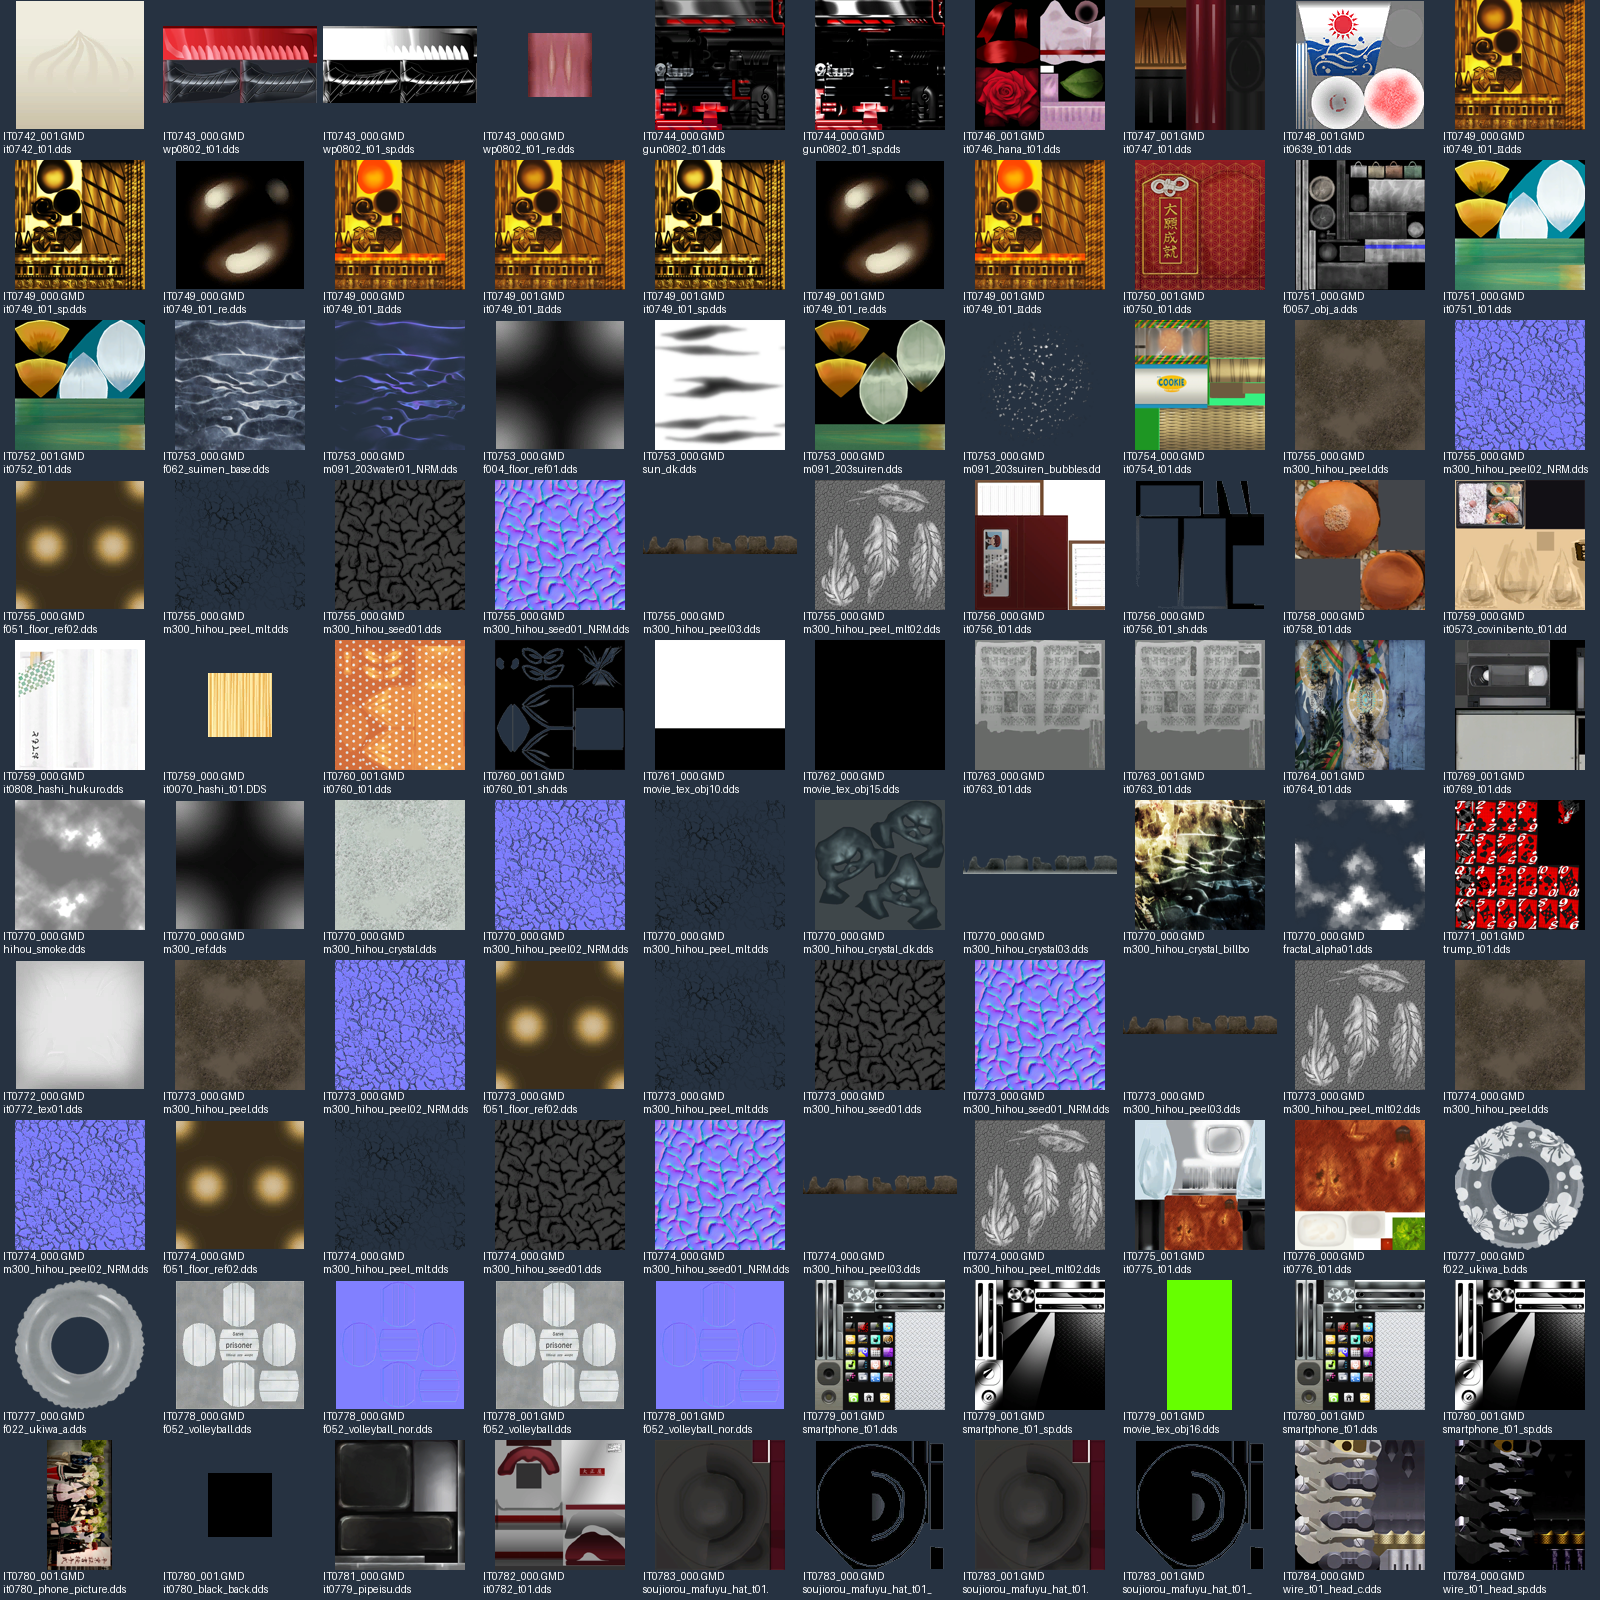 IT0742_001.GMD
it0742_t01.dds
IT0743_000.GMD
wp0802_t01.dds
IT0743_000.GMD
wp0802_t01_sp.dds
IT0743_000.GMD
wp0802_t01_re.dds
IT0744_000.GMD
gun0802_t01.dds
IT0744_000.GMD
gun0802_t01_sp.dds
IT0746_001.GMD
it0746_hana_t01.dds
IT0747_001.GMD
it0747_t01.dds
IT0748_001.GMD
it0639_t01.dds
IT0749_000.GMD
IT0749_000.GMD
it0749_t01_sp.dds
IT0749_000.GMD
it0749_t01_re.dds
IT0749_000.GMD
IT0749_001.GMD
IT0749_001.GMD
it0749_t01_sp.dds
IT0749_001.GMD
it0749_t01_re.dds
IT0749_001.GMD
大願成就
IT0750_001.GMD
it0750_t01.dds
IT0751_000.GMD
f0057_obj_a.dds
IT0751_001.GMD
it0751_t01.dds
IT0752_001.GMD
it0752_t01.dds
IT0753_000.GMD
f062_suimen_base.dds
IT0753_000.GMD
m091_203water01_NRM.dds
IT0753_000.GMD
f004_floor_ref01.dds
IT0753_000.GMD
sun_dk.dds
IT0753_000.GMD
m091_203suiren.dds
IT0753_000.GMD
m091_203suiren_bubbles.dd
COOKIE
IT0754_000.GMD
it0754_t01.dds
IT0755_000.GMD
m300_hihou_peel.dds
IT0755_000.GMD
m300_hihou_peel02_NRM.dds
IT0755_000.GMD
f051_floor_ref02.dds
IT0755_000.GMD
m300_hihou_peel_mlt.dds
IT0755_000.GMD
m300_hihou_seed01.dds
IT0755_000.GMD
m300_hihou_seed01_NRM.dds
IT0755_000.GMD
m300_hihou_peel03.dds
IT0755_000.GMD
m300_hihou_peel_mlt02.dds
IT0756_000.GMD
it0756_t01.dds
IT0756_000.GMD
it0756_t01_sh.dds
IT0758_000.GMD
it0758_t01.dds
IT0759_000.GMD
it0573_covinibento_t01.dd
IT0759_000.GMD
it0808_hashi_hukuro.dds
IT0759_000.GMD
it0070_hashi_t01.DDS
IT0760_001.GMD
it0760_t01.dds
IT0760_001.GMD
it0760_t01_sh.dds
IT0761_000.GMD
movie_tex_obj10.dds
IT0762_000.GMD
movie_tex_obj15.dds
IT0763_000.GMD
it0763_t01.dds
IT0763_001.GMD
it0763_t01.dds
IT0764_001.GMD
it0764_t01.dds
IT0769_001.GMD
it0769_t01.dds
IT0770_000.GMD
hihou_smoke.dds
IT0770_000.GMD
m300_ref.dds
IT0770_000.GMD
m300_hihou_crystal.dds
IT0770_000.GMD
m300_hihou_peel02_NRM.dds
IT0770_000.GMD
m300_hihou_peel_mlt.dds
IT0770_000.GMD
m300_hihou_crystal_dk.dds
IT0770_000.GMD
m300_hihou_crystal03.dds
IT0770_000.GMD
m300_hihou_crystal_billbo
IT0770_000.GMD
fractal_alpha01.dds
IT0771_001.GMD
trump_t01.dds
IT0772_000.GMD
it0772_tex01.dds
IT0773_000.GMD
m300_hihou_peel.dds
IT0773_000.GMD
m300_hihou_peel02_NRM.dds
IT0773_000.GMD
f051_floor_ref02.dds
IT0773_000.GMD
m300_hihou_peel_mlt.dds
IT0773_000.GMD
m300_hihou_seed01.dds
IT0773_000.GMD
m300_hihou_seed01_NRM.dds
IT0773_000.GMD
m300_hihou_peel03.dds
IT0773_000.GMD
m300_hihou_peel_mlt02.dds
IT0774_000.GMD
m300_hihou_peel.dds
IT0774_000.GMD
m300_hihou_peel02_NRM.dds
IT0774_000.GMD
f051_floor_ref02.dds
IT0774_000.GMD
m300_hihou_peel_mlt.dds
IT0774_000.GMD
m300_hihou_seed01.dds
IT0774_000.GMD
m300_hihou_seed01_NRM.dds
IT0774_000.GMD
m300_hihou_peel03.dds
IT0774_000.GMD
m300_hihou_peel_mlt02.dds
IT0775_001.GMD
it0775_t01.dds
IT0776_001.GMD
it0776_t01.dds
IT0777_000.GMD
f022_ukiwa_b.dds
IT0777_000.GMD
f022_ukiwa_a.dds
prisoner
IT0778_000.GMD
f052_volleyball.dds
IT0778_000.GMD
f052_volleyball_nor.dds
prisoner
IT0778_001.GMD
f052_volleyball.dds
IT0778_001.GMD
f052_volleyball_nor.dds
IT0779_001.GMD
smartphone_t01.dds
IT0779_001.GMD
smartphone_t01_sp.dds
IT0779_001.GMD
movie_tex_obj16.dds
IT0780_001.GMD
smartphone_t01.dds
IT0780_001.GMD
smartphone_t01_sp.dds
IT0780_001.GMD
it0780_phone_picture.dds
IT0780_001.GMD
it0780_black_back.dds
IT0781_000.GMD
it0779_pipeisu.dds
IT0782_000.GMD
it0782_t01.dds
IT0783_000.GMD
soujiorou_mafuyu_hat_t01.
IT0783_000.GMD
soujiorou_mafuyu_hat_t01_
IT0783_001.GMD
soujiorou_mafuyu_hat_t01.
IT0783_001.GMD
soujiorou_mafuyu_hat_t01_
IT0784_000.GMD
wire_t01_head_c.dds
IT0784_000.GMD
wire_t01_head_sp.dds